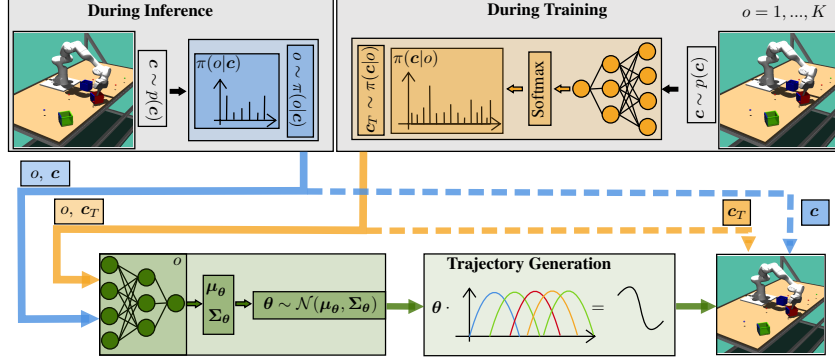 During Inference
During Training
o = 1, ..., K
c ∼ p(c)
π(o|c)
o ∼ π(o|c)
c_T ∼ π(c|o)
π(c|o)
Softmax
c ∼ p(c)
o, c
o, c_T
c_T
c
o
μ_θ
Σ_θ
θ ∼ N(μ_θ, Σ_θ)
Trajectory Generation
θ ·
=